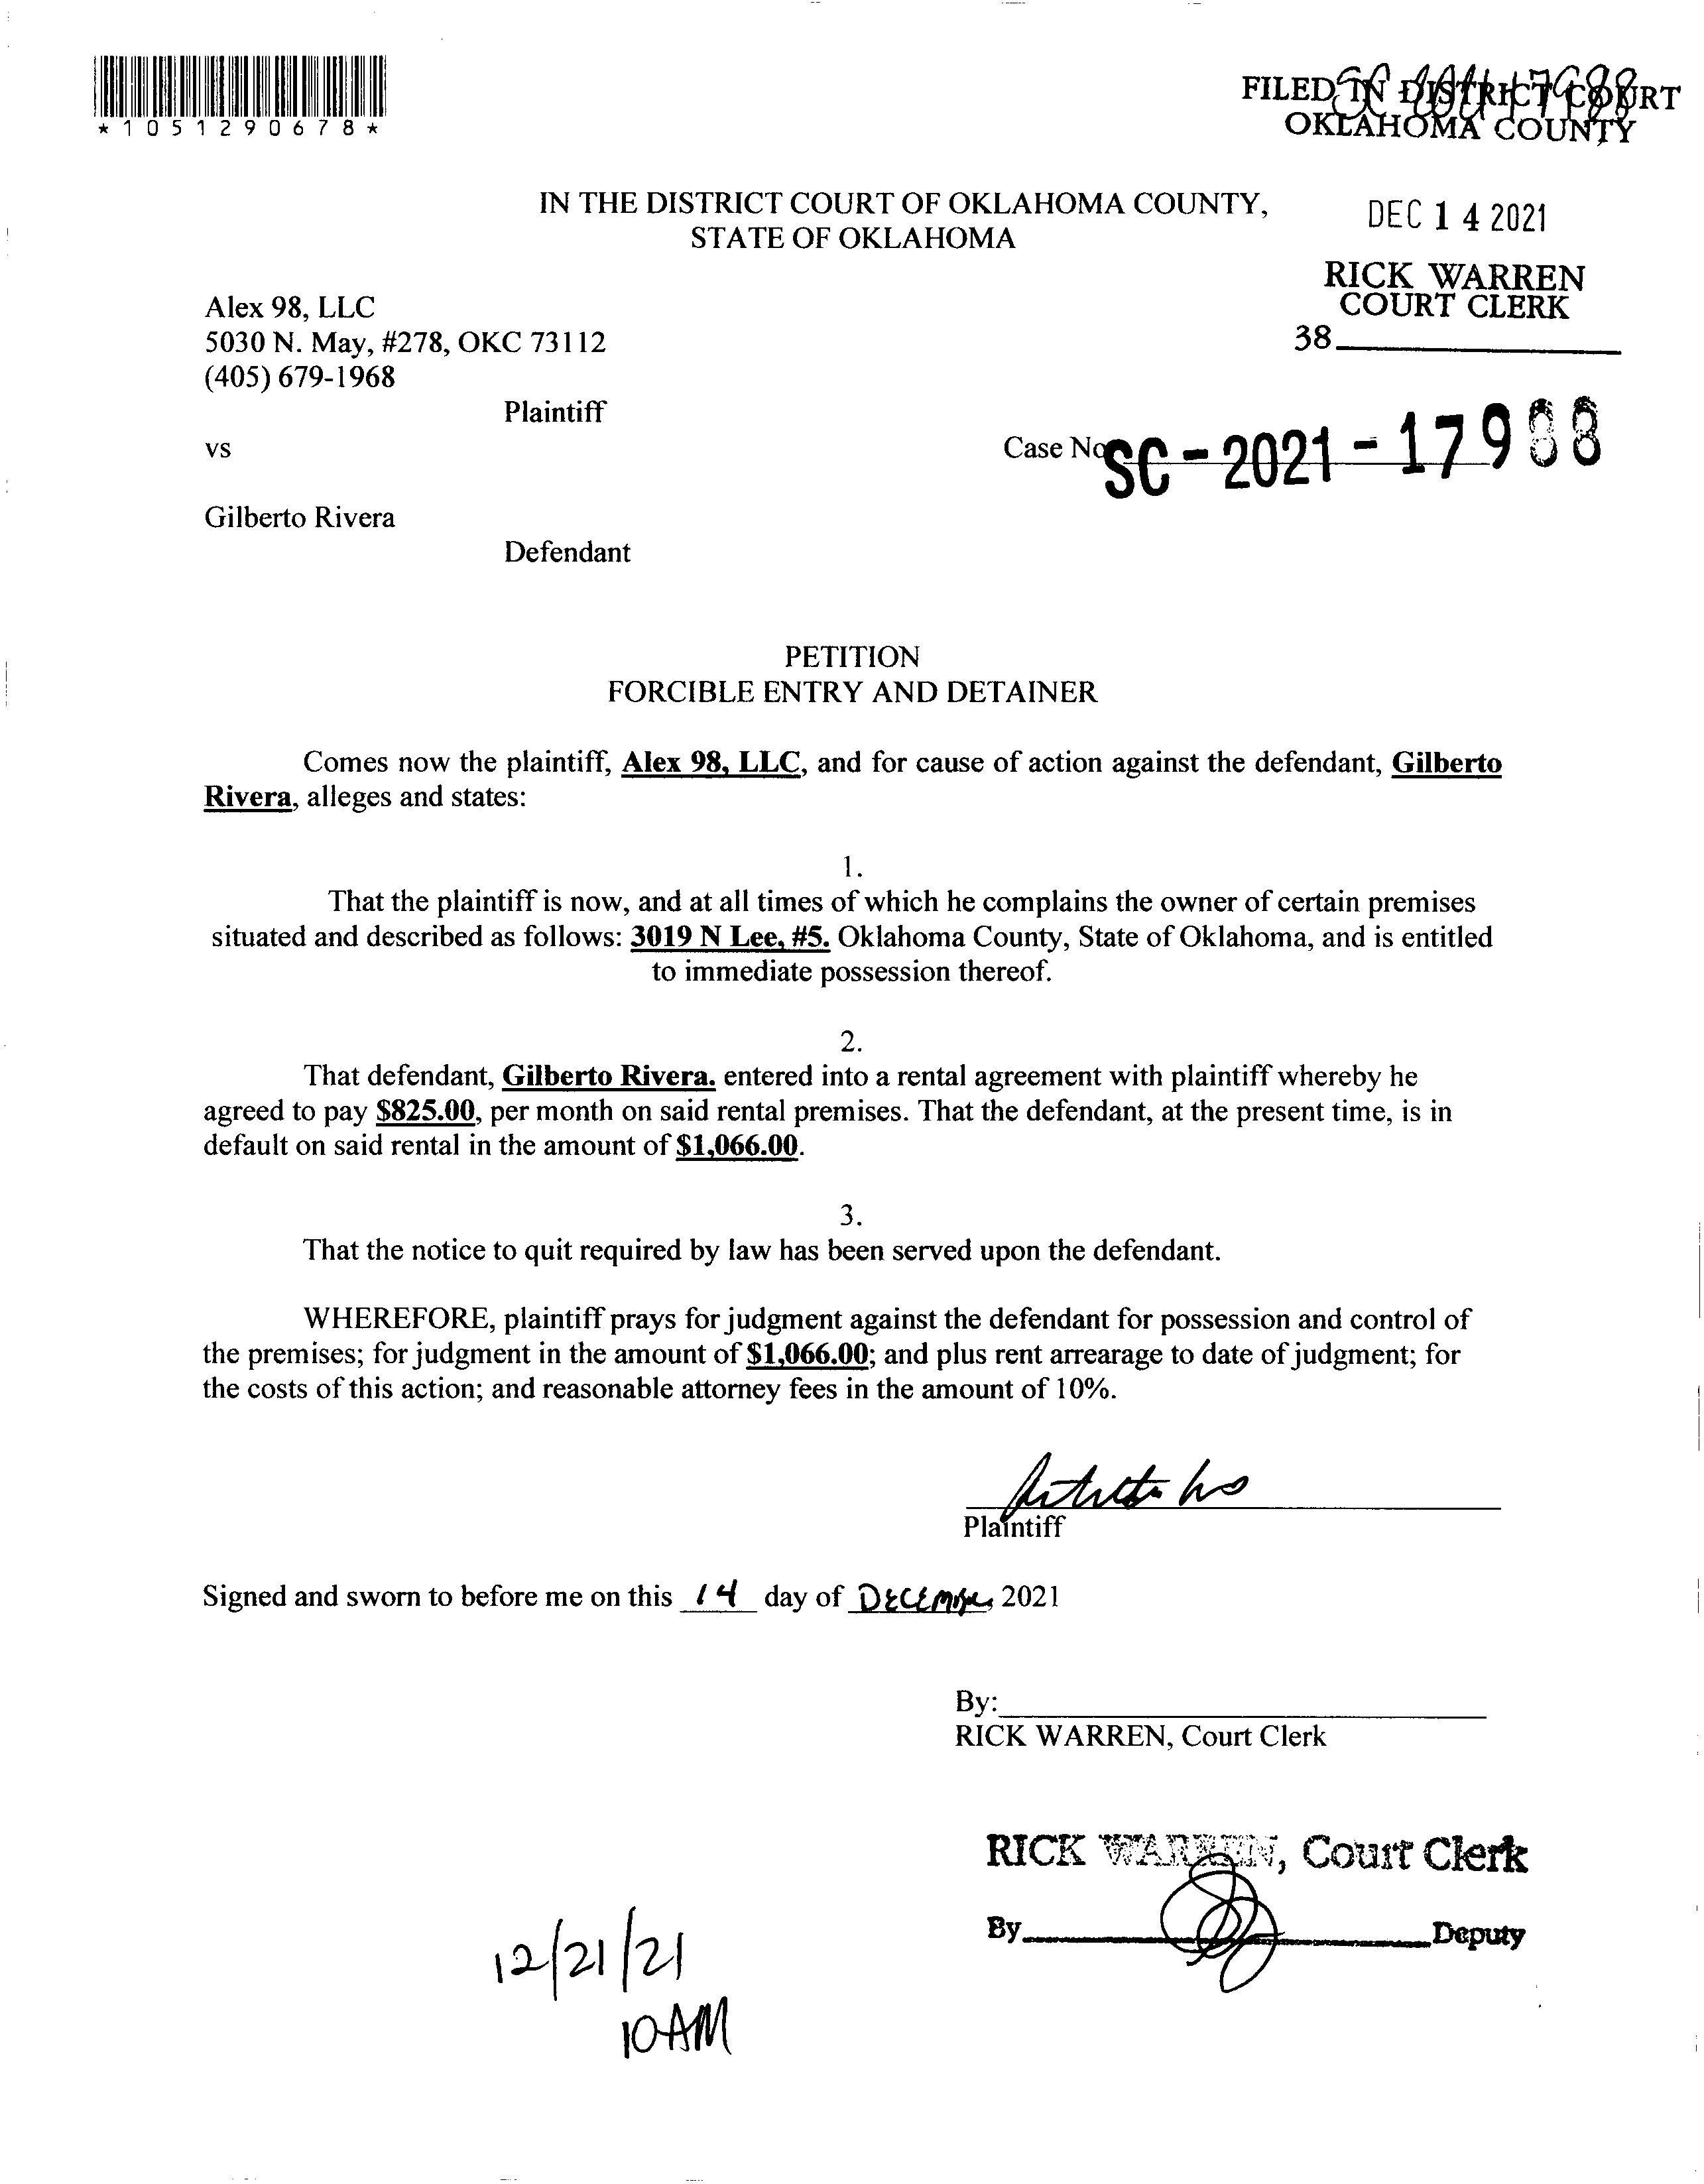 *1051290678*
FILED IN DISTRICT COURT
OKLAHOMA COUNTY
IN THE DISTRICT COURT OF OKLAHOMA COUNTY,
STATE OF OKLAHOMA
DEC 14 2021
RICK WARREN
COURT CLERK
38
Alex 98, LLC
5030 N. May, #278, OKC 73112
(405) 679-1968
Plaintiff
vs
Case No SC-2021-17988
Gilberto Rivera
Defendant
PETITION
FORCIBLE ENTRY AND DETAINER
Comes now the plaintiff, Alex 98, LLC, and for cause of action against the defendant, Gilberto
Rivera, alleges and states:
1.
That the plaintiff is now, and at all times of which he complains the owner of certain premises
situated and described as follows: 3019 N Lee, #5. Oklahoma County, State of Oklahoma, and is entitled
to immediate possession thereof.
2.
That defendant, Gilberto Rivera. entered into a rental agreement with plaintiff whereby he
agreed to pay $825.00, per month on said rental premises. That the defendant, at the present time, is in
default on said rental in the amount of $1,066.00.
3.
That the notice to quit required by law has been served upon the defendant.
WHEREFORE, plaintiff prays for judgment against the defendant for possession and control of
the premises; for judgment in the amount of $1,066.00; and plus rent arrearage to date of judgment; for
the costs of this action; and reasonable attorney fees in the amount of 10%.
Plaintiff
Signed and sworn to before me on this 14 day of DECEMBER, 2021
By:
RICK WARREN, Court Clerk
RICK WARREN, Court Clerk
By Deputy
12/21/21
10AM